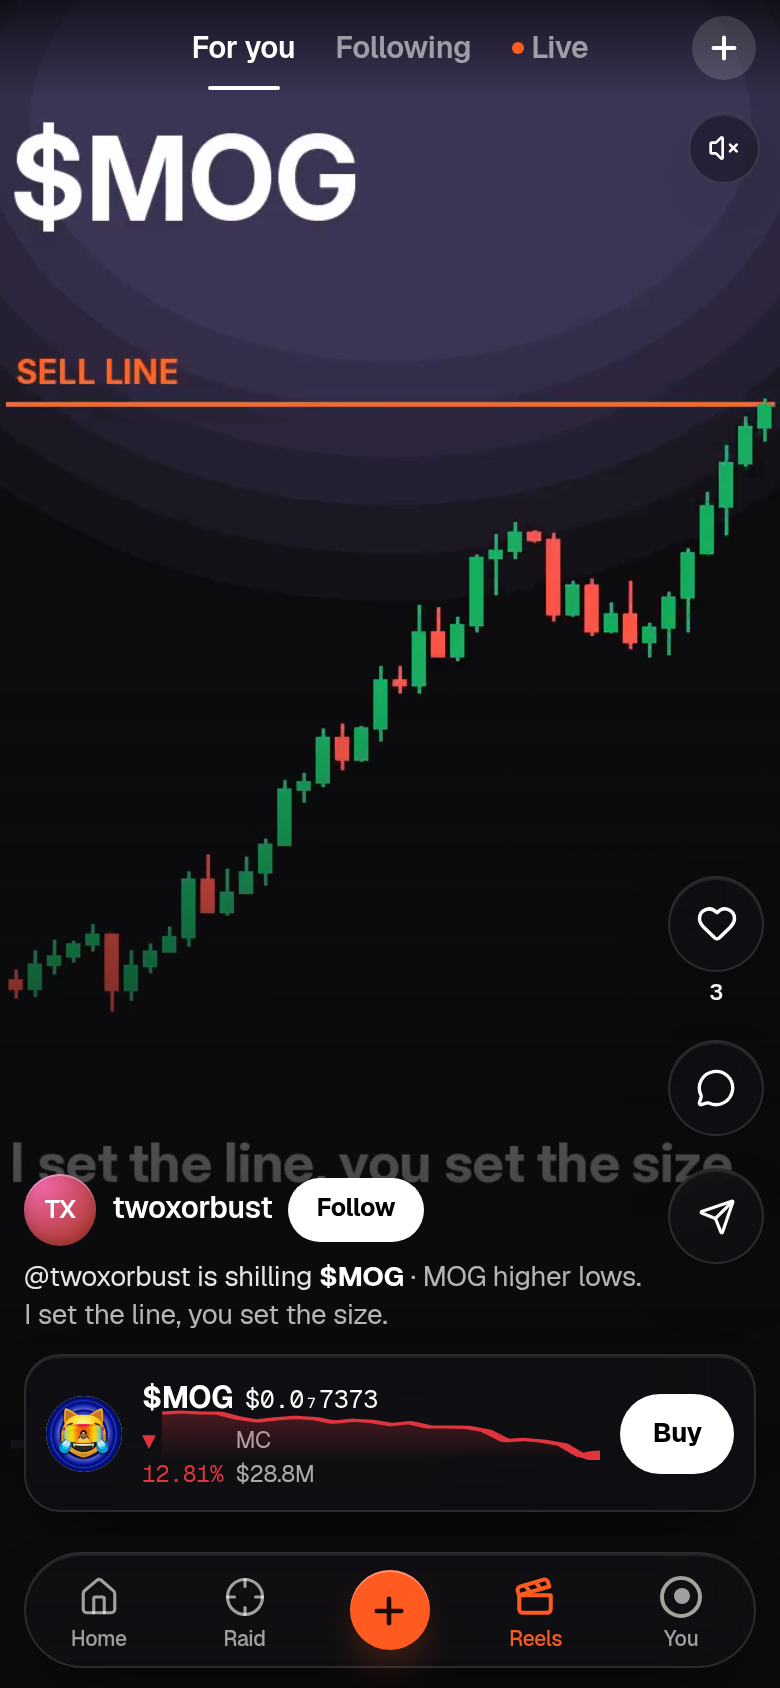 For you
Following
Live
$MOG
SELL LINE
3
I set the line, you set the size
TX
twoxorbust
Follow
@twoxorbust is shilling $MOG · MOG higher lows.
I set the line, you set the size.
$MOG $0.0₇7373
▼ MC
12.81% $28.8M
Buy
Home
Raid
Reels
You